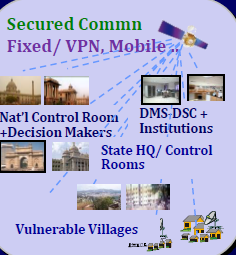 Secured Commn
Fixed/ VPN, Mobile..
Nat'l Control Room
+Decision Makers
DMS,DSC +
Institutions
State HQ/ Control
Rooms
Vulnerable Villages